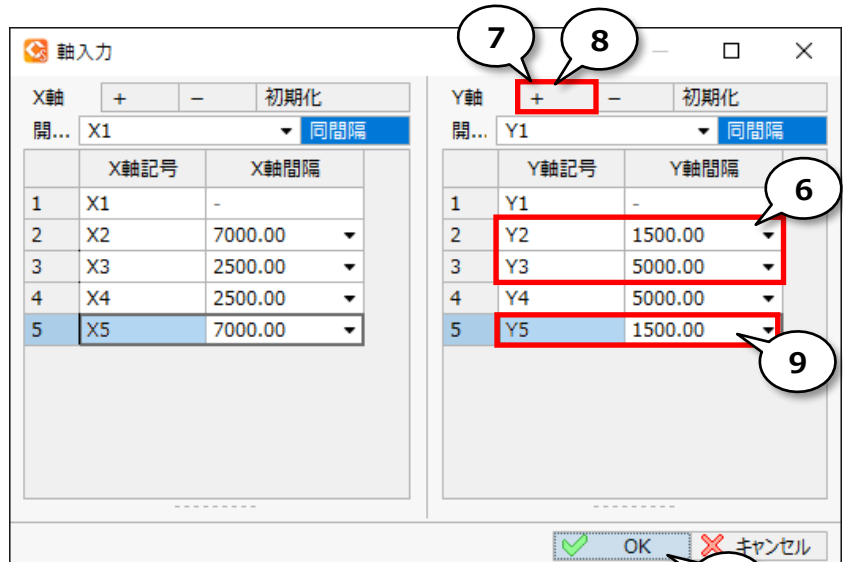 7 8
軸入力
X軸 + - 初期化
Y軸 + - 初期化
開... X1 同間隔
開... Y1 同間隔
X軸記号 X軸間隔
1 X1 -
2 X2 7000.00
3 X3 2500.00
4 X4 2500.00
5 X5 7000.00
Y軸記号 Y軸間隔
6
1 Y1 -
2 Y2 1500.00
3 Y3 5000.00
4 Y4 5000.00
5 Y5 1500.00
9
OK キャンセル